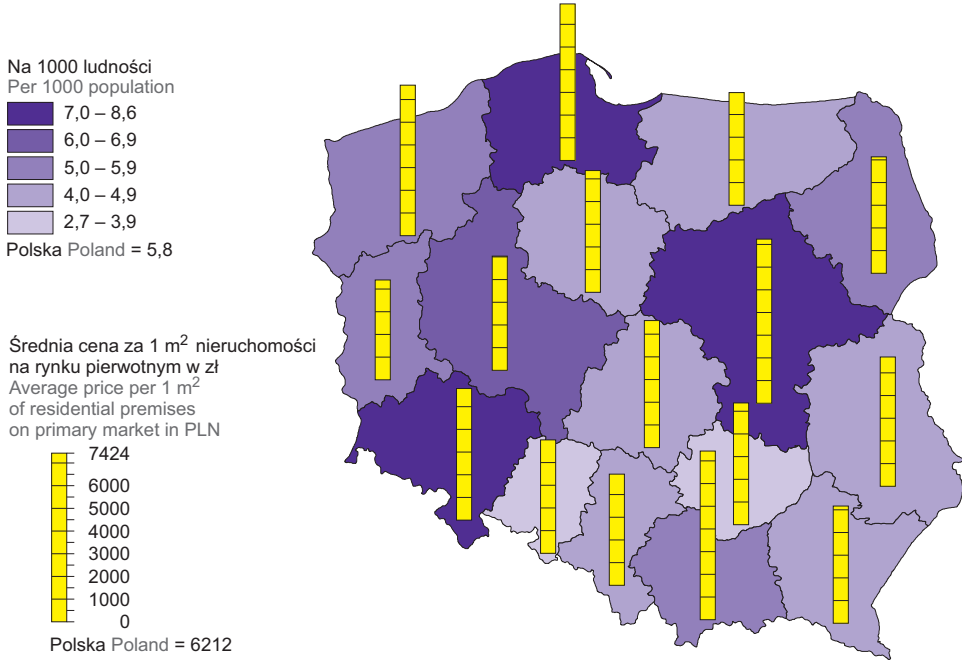 Na 1000 ludności
Per 1000 population
7,0 – 8,6
6,0 – 6,9
5,0 – 5,9
4,0 – 4,9
2,7 – 3,9
Polska Poland = 5,8
Średnia cena za 1 m² nieruchomości
na rynku pierwotnym w zł
Average price per 1 m²
of residential premises
on primary market in PLN
7424
6000
5000
4000
3000
2000
1000
0
Polska Poland = 6212